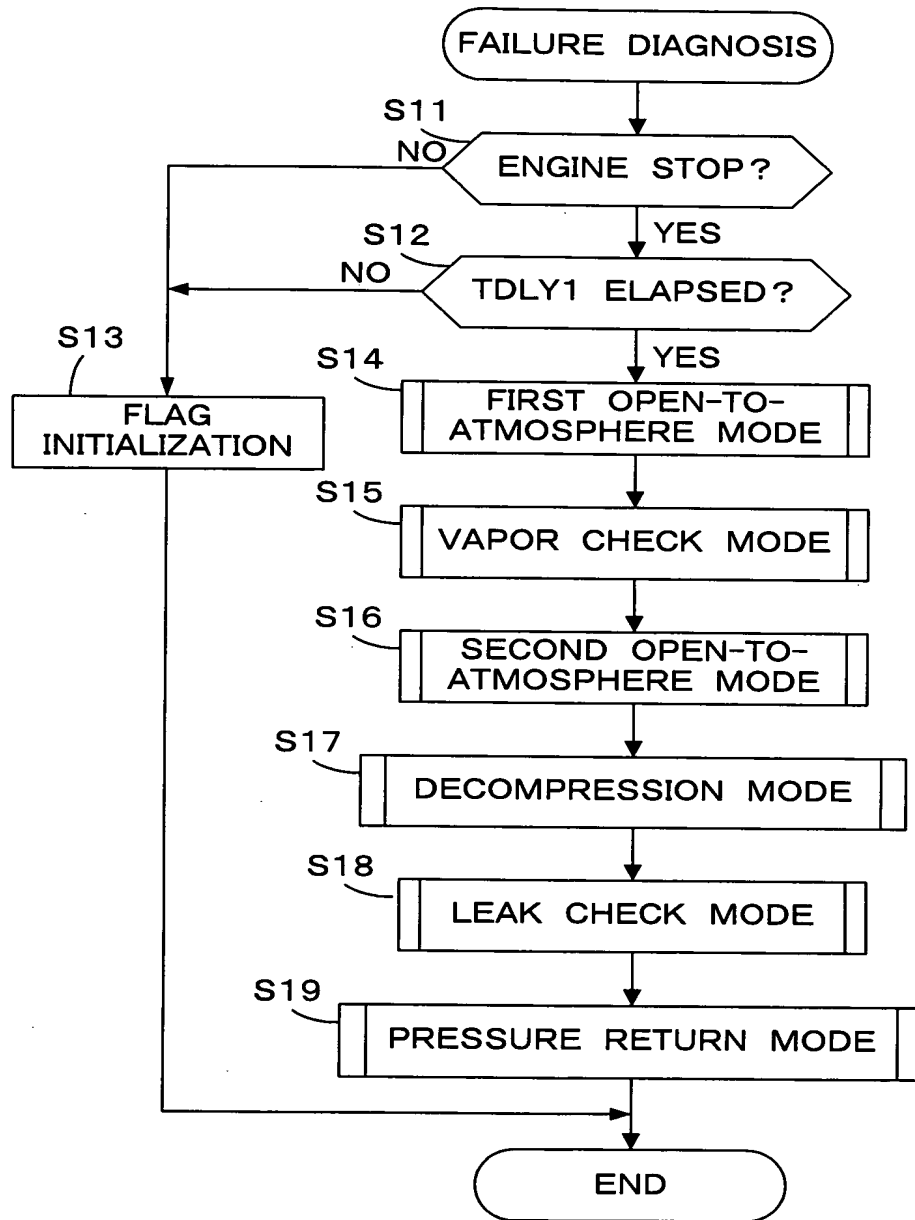 FAILURE DIAGNOSIS
S11
NO
ENGINE STOP?
YES
S12
NO
TDLY1 ELAPSED?
YES
S13
FLAG
INITIALIZATION
S14
FIRST OPEN-TO-
ATMOSPHERE MODE
S15
VAPOR CHECK MODE
S16
SECOND OPEN-TO-
ATMOSPHERE MODE
S17
DECOMPRESSION MODE
S18
LEAK CHECK MODE
S19
PRESSURE RETURN MODE
END